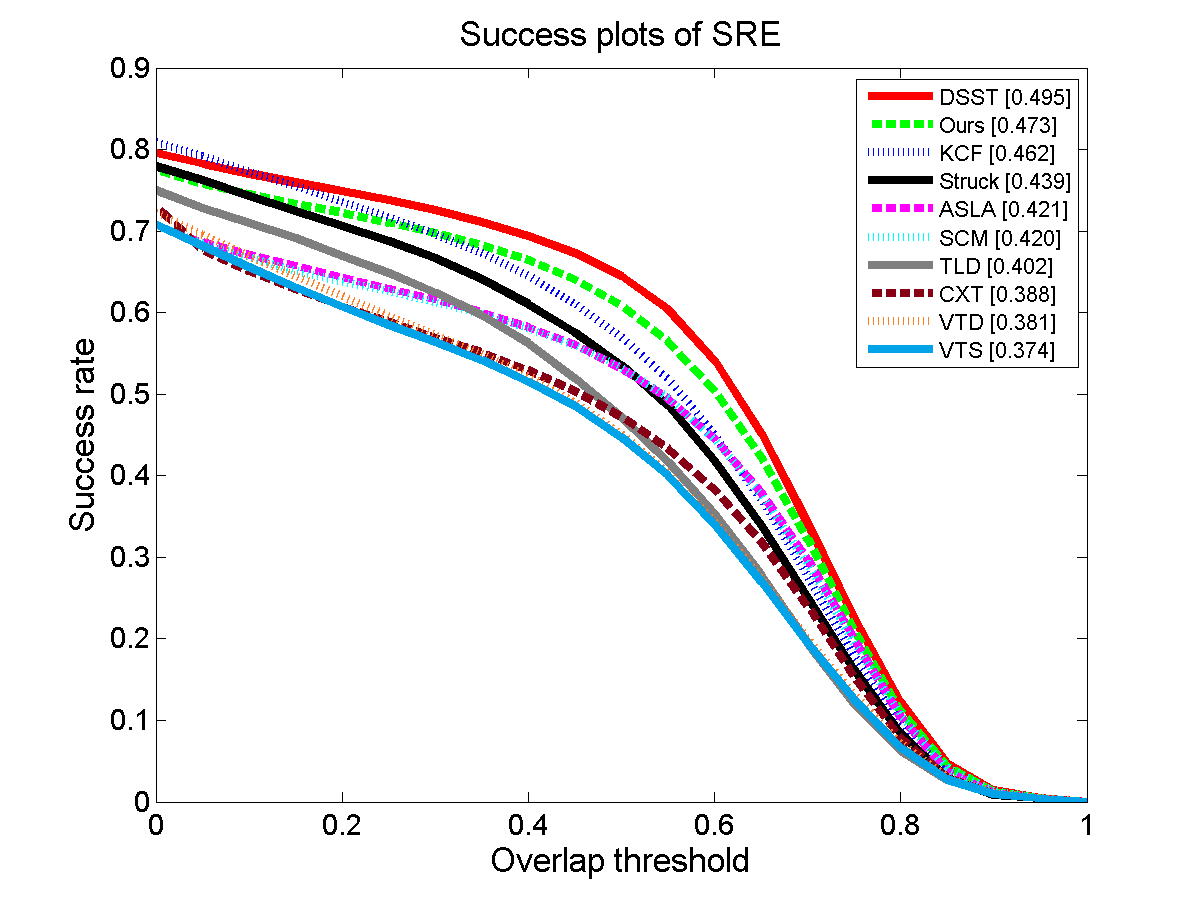 Success plots of SRE
0.9
0.8
0.7
0.6
0.5
0.4
0.3
0.2
0.1
0
Success rate
DSST [0.495]
Ours [0.473]
KCF [0.462]
Struck [0.439]
ASLA [0.421]
SCM [0.420]
TLD [0.402]
CXT [0.388]
VTD [0.381]
VTS [0.374]
0 0.2 0.4 0.6 0.8 1
Overlap threshold